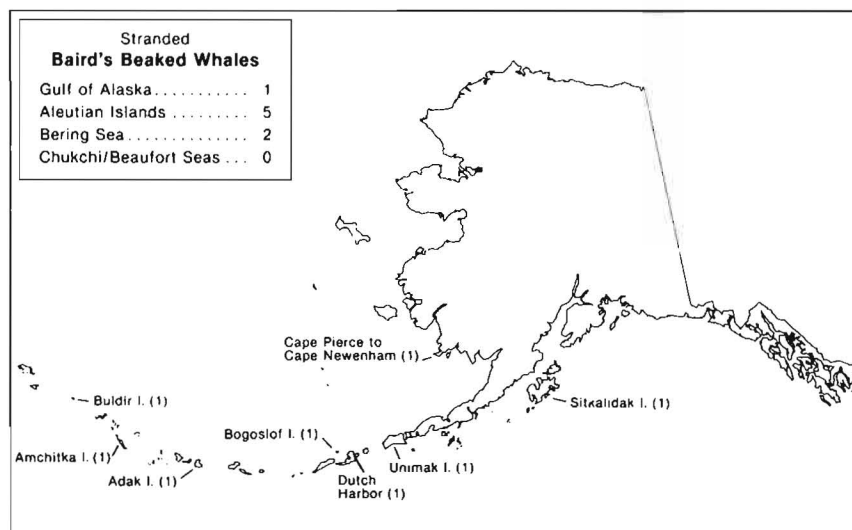 Stranded
Baird's Beaked Whales
Gulf of Alaska........... 1
Aleutian Islands ......... 5
Bering Sea.............. 2
Chukchi/Beaufort Seas ... 0
Cape Pierce to
Cape Newenham (1)
Buldir I. (1)
Sitkalidak I. (1)
Bogoslof I. (1)
Amchitka I. (1)
Unimak I. (1)
Adak I. (1)
Dutch
Harbor (1)